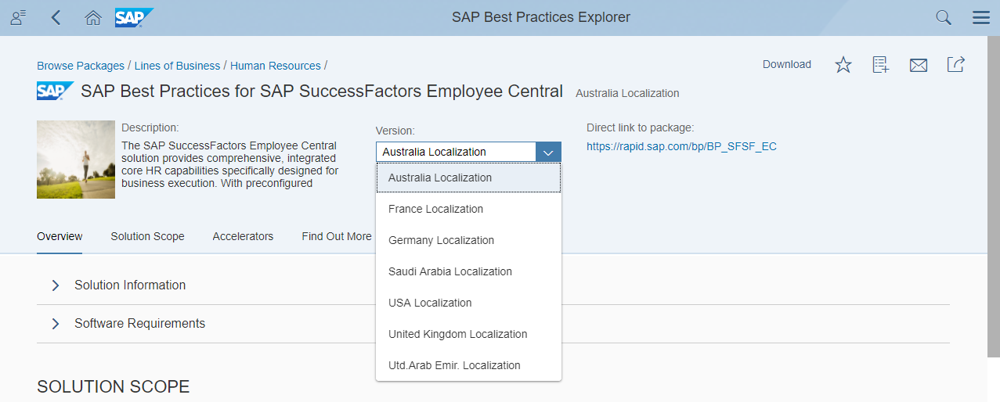 SAP
SAP Best Practices Explorer
Browse Packages / Lines of Business / Human Resources /
Download
SAP
SAP Best Practices for SAP SuccessFactors Employee Central
Australia Localization
Description:
The SAP SuccessFactors Employee Central
solution provides comprehensive, integrated
core HR capabilities specifically designed for
business execution. With preconfigured
Version:
Australia Localization
Australia Localization
France Localization
Germany Localization
Saudi Arabia Localization
USA Localization
United Kingdom Localization
Utd.Arab Emir. Localization
Direct link to package:
https://rapid.sap.com/bp/BP_SFSF_EC
Overview
Solution Scope
Accelerators
Find Out More
Solution Information
Software Requirements
SOLUTION SCOPE